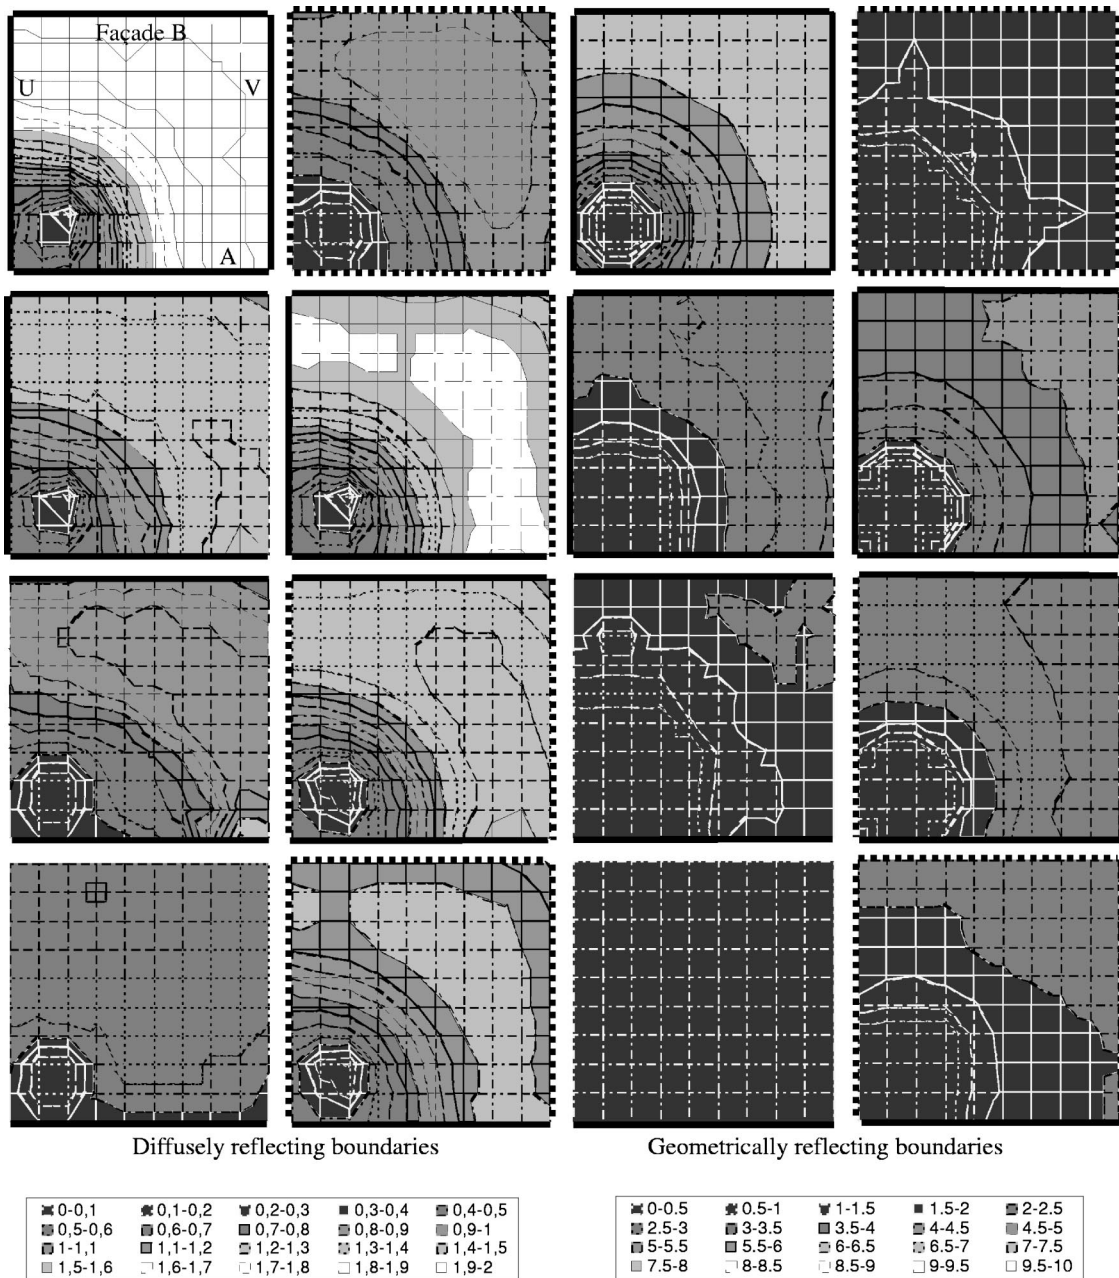 Façade B
U V
A
Diffusely reflecting boundaries
Geometrically reflecting boundaries
0-0,1 0,1-0,2 0,2-0,3 0,3-0,4 0,4-0,5
0,5-0,6 0,6-0,7 0,7-0,8 0,8-0,9 0,9-1
1-1,1 1,1-1,2 1,2-1,3 1,3-1,4 1,4-1,5
1,5-1,6 1,6-1,7 1,7-1,8 1,8-1,9 1,9-2
0-0.5 0.5-1 1-1.5 1.5-2 2-2.5
2.5-3 3-3.5 3.5-4 4-4.5 4.5-5
5-5.5 5.5-6 6-6.5 6.5-7 7-7.5
7.5-8 8-8.5 8.5-9 9-9.5 9.5-10